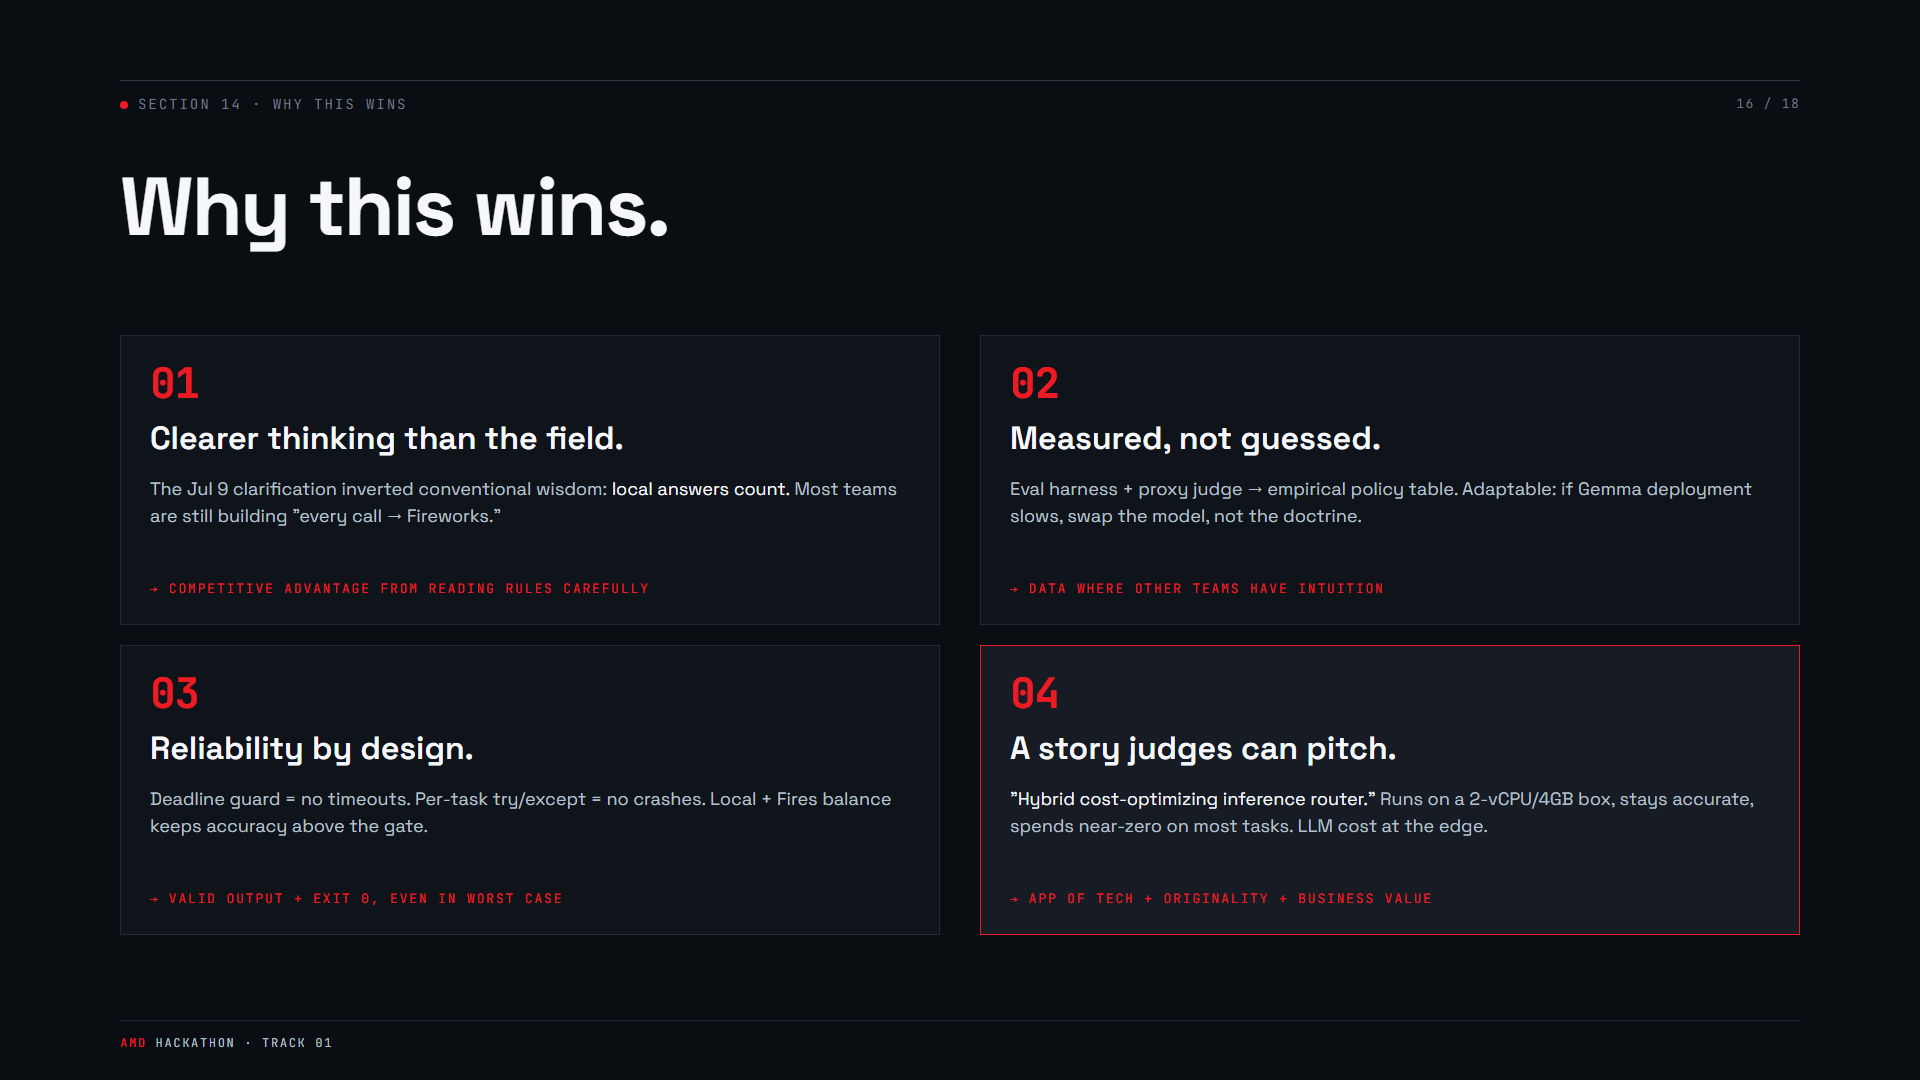 SECTION 14 · WHY THIS WINS
16 / 18
Why this wins.
01
Clearer thinking than the field.
The Jul 9 clarification inverted conventional wisdom: local answers count. Most teams
are still building ”every call → Fireworks.”
→ COMPETITIVE ADVANTAGE FROM READING RULES CAREFULLY
02
Measured, not guessed.
Eval harness + proxy judge → empirical policy table. Adaptable: if Gemma deployment
slows, swap the model, not the doctrine.
→ DATA WHERE OTHER TEAMS HAVE INTUITION
03
Reliability by design.
Deadline guard = no timeouts. Per-task try/except = no crashes. Local + Fires balance
keeps accuracy above the gate.
→ VALID OUTPUT + EXIT 0, EVEN IN WORST CASE
04
A story judges can pitch.
”Hybrid cost-optimizing inference router.” Runs on a 2-vCPU/4GB box, stays accurate,
spends near-zero on most tasks. LLM cost at the edge.
→ APP OF TECH + ORIGINALITY + BUSINESS VALUE
AMD HACKATHON · TRACK 01